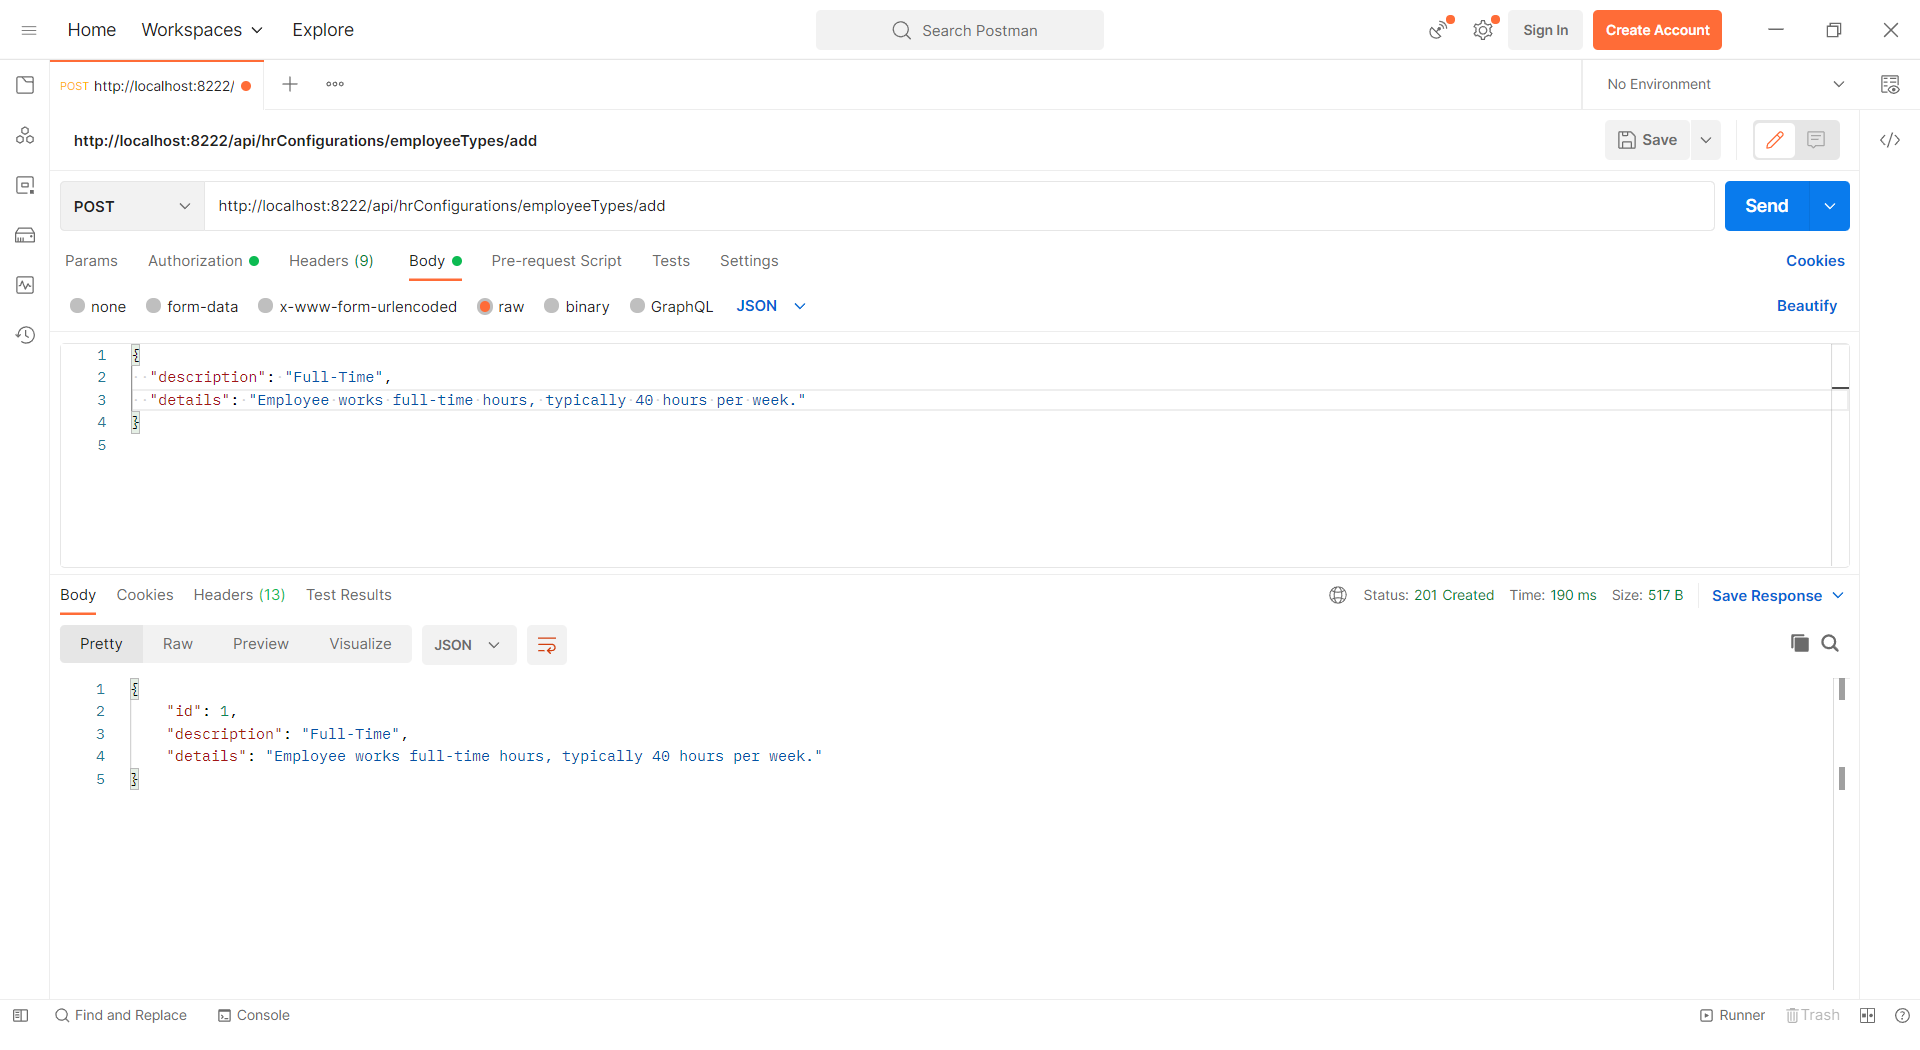 Home Workspaces Explore Search Postman Sign In Create Account
POST http://localhost:8222/ No Environment
http://localhost:8222/api/hrConfigurations/employeeTypes/add Save
POST http://localhost:8222/api/hrConfigurations/employeeTypes/add Send
Params Authorization Headers (9) Body Pre-request Script Tests Settings Cookies
none form-data x-www-form-urlencoded raw binary GraphQL JSON Beautify
1 {
2 "description": "Full-Time",
3 "details": "Employee works full-time hours, typically 40 hours per week."
4 }
5
Body Cookies Headers (13) Test Results Status: 201 Created Time: 190 ms Size: 517 B Save Response
Pretty Raw Preview Visualize JSON
1 {
2 "id": 1,
3 "description": "Full-Time",
4 "details": "Employee works full-time hours, typically 40 hours per week."
5 }
Find and Replace Console Runner Trash